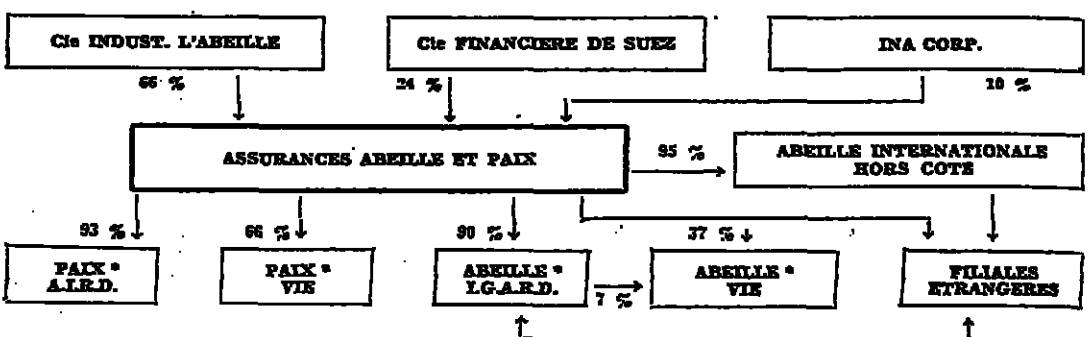 Cie INDUST. L'ABEILLE
Cie FINANCIERE DE SUEZ
INA CORP.
66 %
24 %
10 %
ASSURANCES ABEILLE ET PAIX
95 %
ABEILLE INTERNATIONALE
HORS COTE
93 %
66 %
90 %
37 %
PAIX *
A.I.R.D.
PAIX *
VIE
ABEILLE *
I.G.A.R.D.
7 %
ABEILLE *
VIE
FILIALES
ETRANGERES